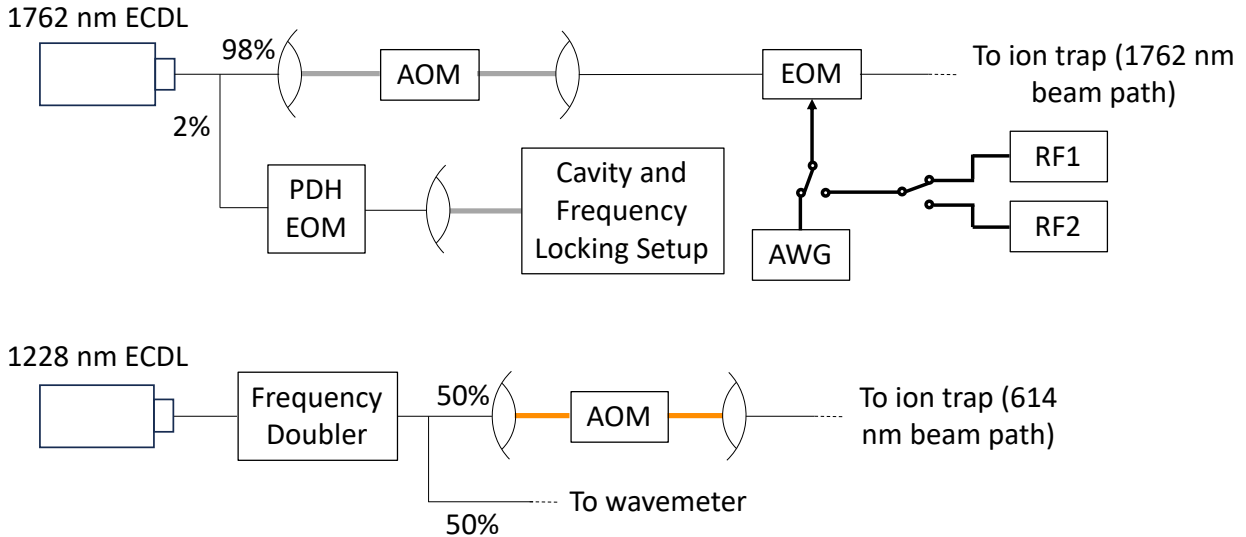 1762 nm ECDL
98%
AOM
EOM
To ion trap (1762 nm
beam path)
2%
PDH
EOM
Cavity and
Frequency
Locking Setup
RF1
RF2
AWG
1228 nm ECDL
Frequency
Doubler
50%
AOM
To ion trap (614
nm beam path)
To wavemeter
50%